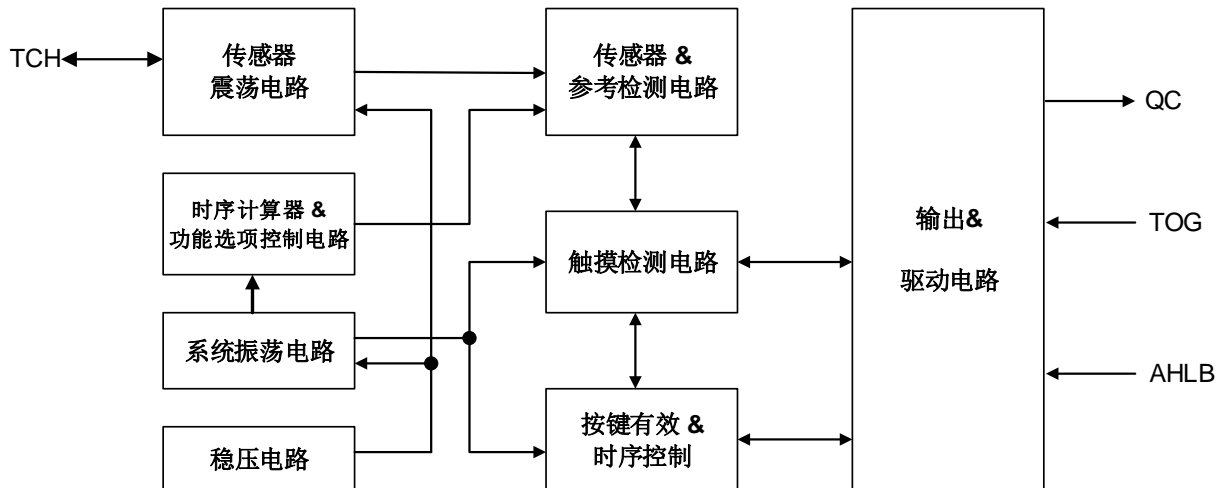 TCH
传感器
震荡电路
传感器 &
参考检测电路
QC
时序计算器 &
功能选项控制电路
触摸检测电路
输出&
驱动电路
TOG
系统振荡电路
AHLB
稳压电路
按键有效 &
时序控制